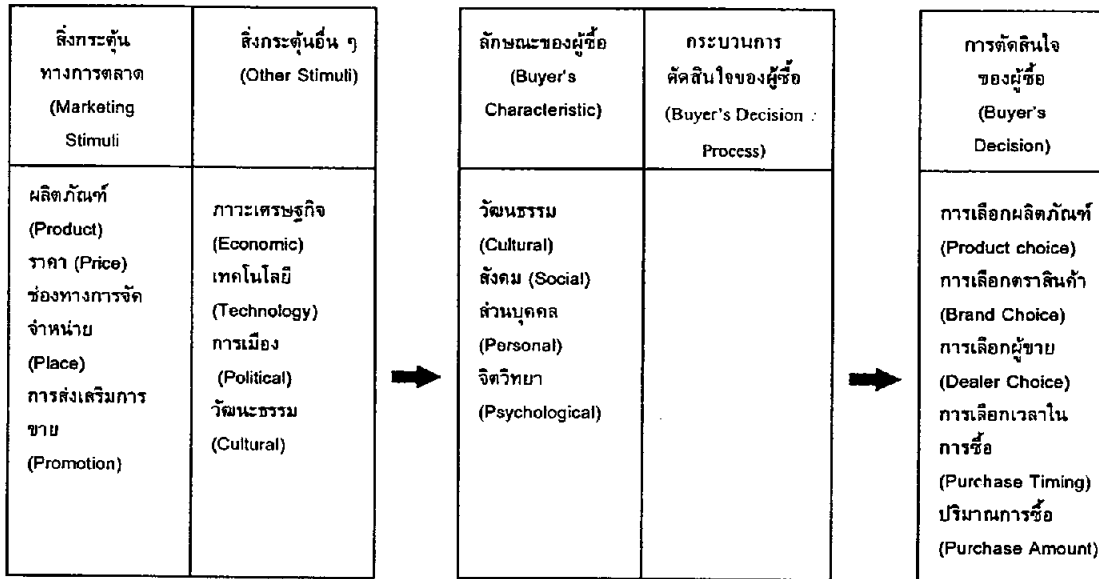 สิ่งกระตุ้น
ทางการตลาด
(Marketing
Stimuli
สิ่งกระตุ้นอื่น ๆ
(Other Stimuli)
ลักษณะของผู้ซื้อ
(Buyer's
Characteristic)
กระบวนการ
ตัดสินใจของผู้ซื้อ
(Buyer's Decision
Process)
การตัดสินใจ
ของผู้ซื้อ
(Buyer's
Decision)
ผลิตภัณฑ์
(Product)
ราคา (Price)
ช่องทางการจัด
จำหน่าย
(Place)
การส่งเสริมการ
ขาย
(Promotion)
ภาวะเศรษฐกิจ
(Economic)
เทคโนโลยี
(Technology)
การเมือง
(Political)
วัฒนะธรรม
(Cultural)
วัฒนธรรม
(Cultural)
สังคม (Social)
ส่วนบุคคล
(Personal)
จิตวิทยา
(Psychological)
การเลือกผลิตภัณฑ์
(Product choice)
การเลือกตราสินค้า
(Brand Choice)
การเลือกผู้ขาย
(Dealer Choice)
การเลือกเวลาใน
การซื้อ
(Purchase Timing)
ปริมาณการซื้อ
(Purchase Amount)